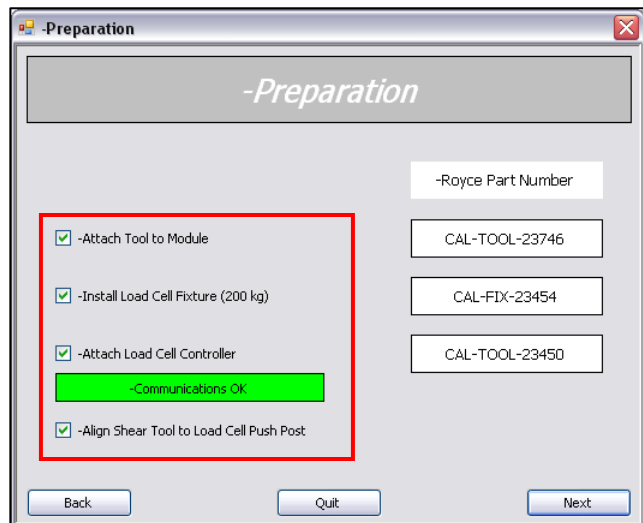 -Preparation
-Preparation
-Royce Part Number
-Attach Tool to Module
CAL-TOOL-23746
-Install Load Cell Fixture (200 kg)
CAL-FIX-23454
-Attach Load Cell Controller
CAL-TOOL-23450
-Communications OK
-Align Shear Tool to Load Cell Push Post
Back
Quit
Next